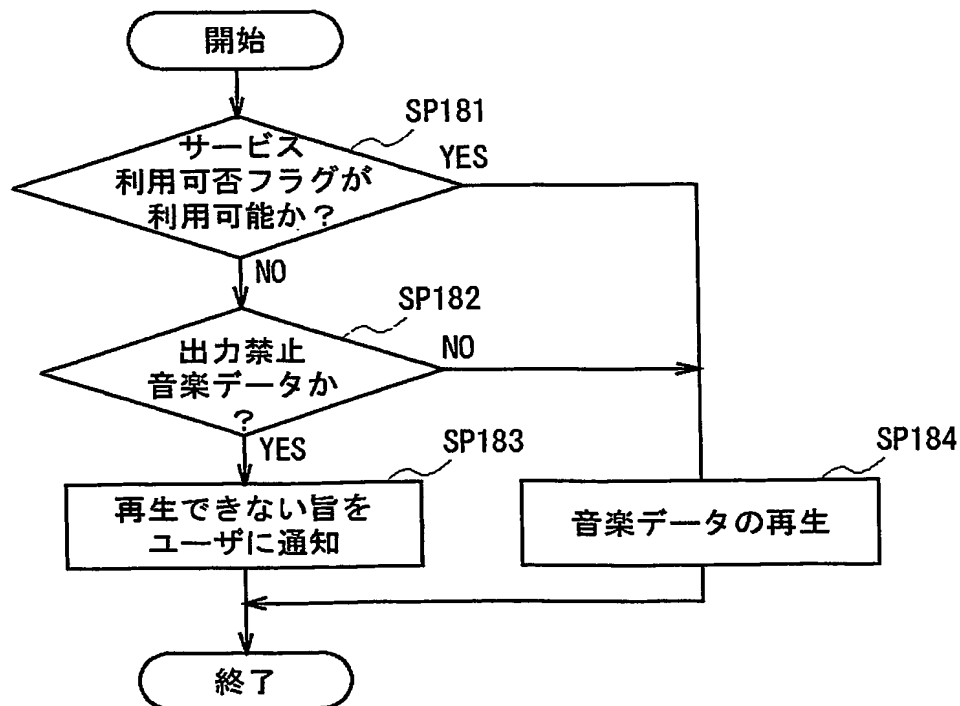 開始
SP181
サービス
利用可否フラグが
利用可能か？
YES
NO
SP182
出力禁止
音楽データか
？
NO
YES
SP183
再生できない旨を
ユーザに通知
SP184
音楽データの再生
終了